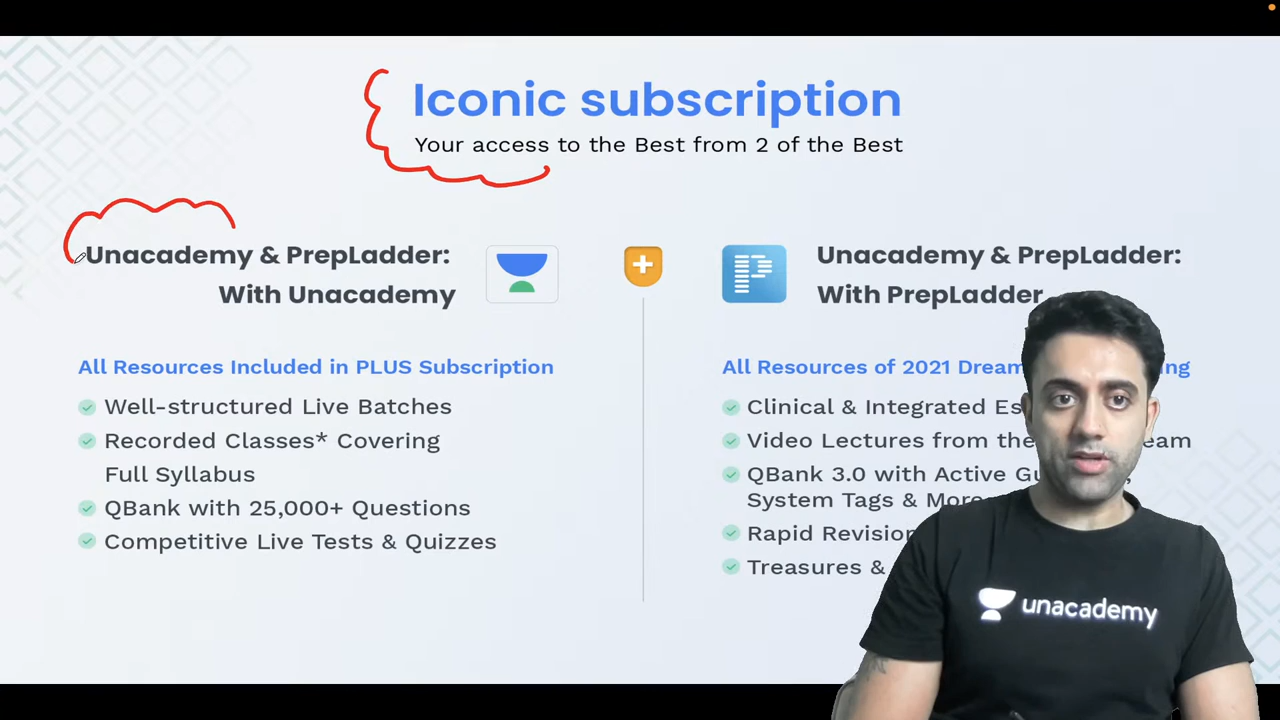 Iconic subscription
Your access to the Best from 2 of the Best
Unacademy & PrepLadder:
With Unacademy
All Resources Included in PLUS Subscription
Well-structured Live Batches
Recorded Classes* Covering
Full Syllabus
QBank with 25,000+ Questions
Competitive Live Tests & Quizzes
Unacademy & PrepLadder:
With PrepLadder
All Resources of 2021 Dream
Clinical & Integrated
Video Lectures from the
QBank 3.0 with Active
System Tags & More
Rapid Revision
Treasures &
unacademy